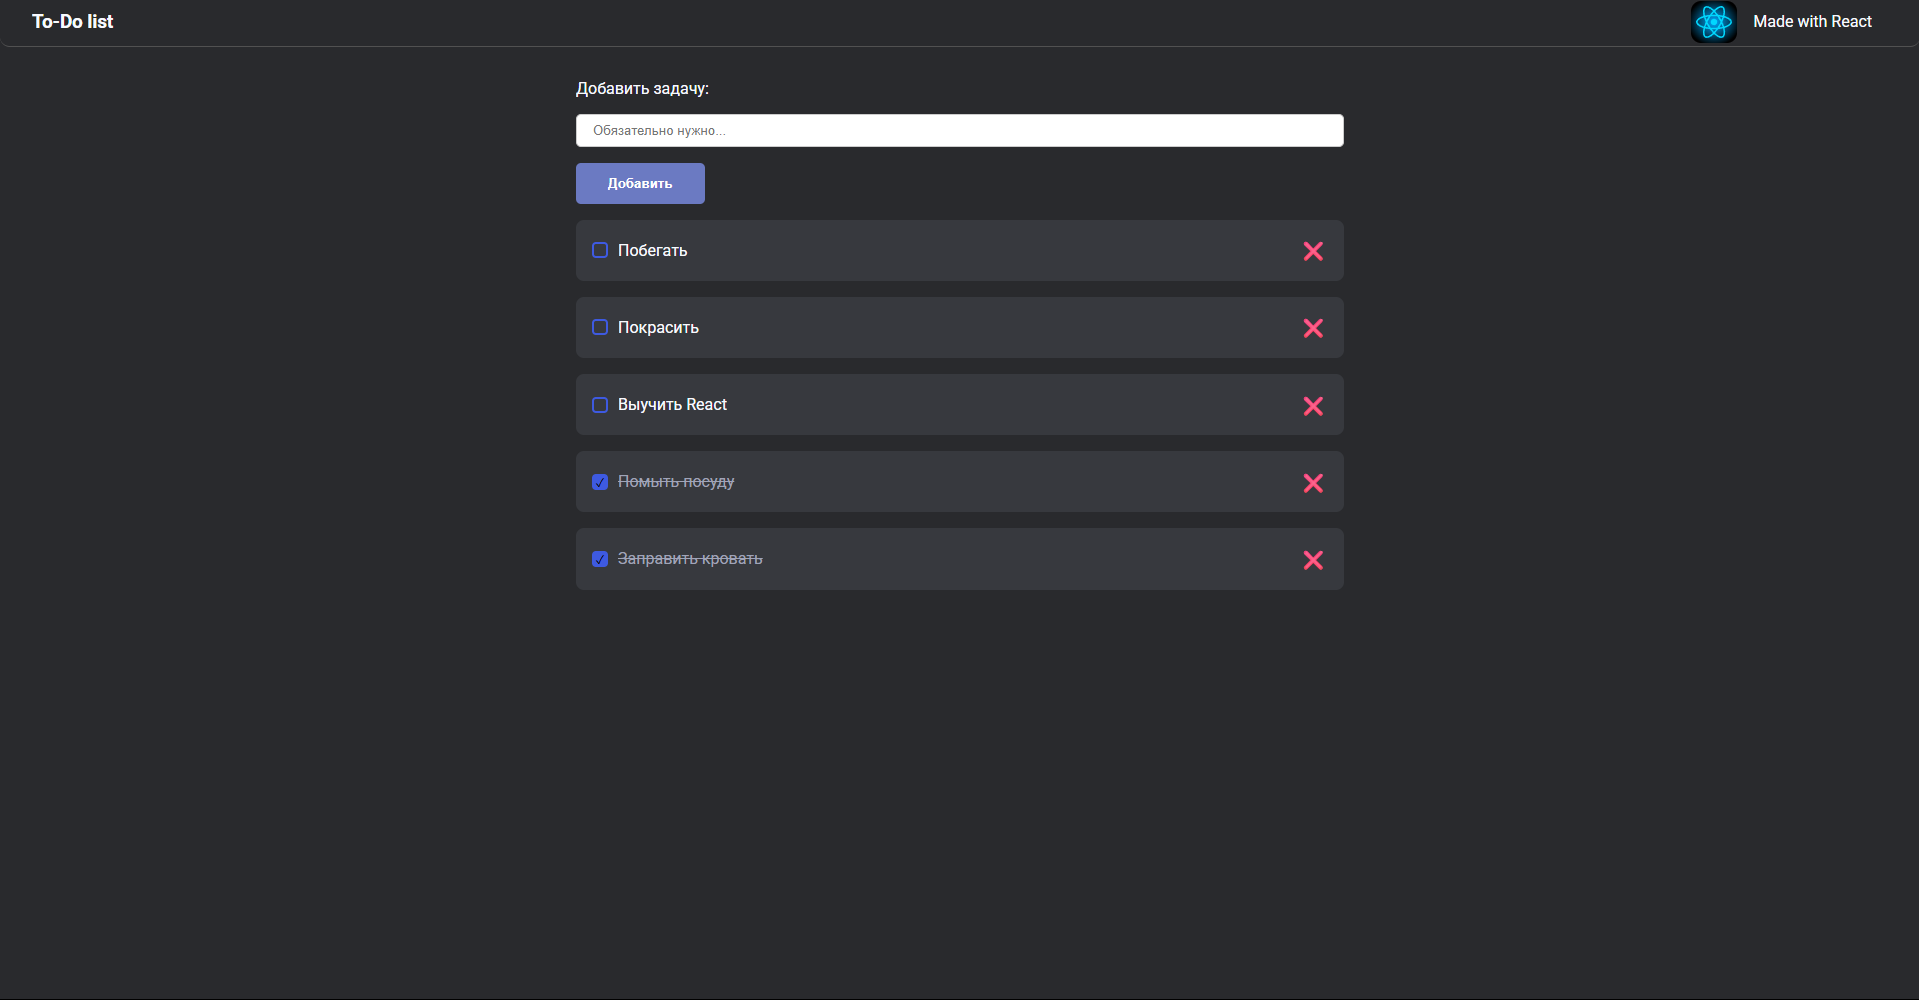 To-Do list
Made with React
Добавить задачу:
Обязательно нужно...
Добавить
Побегать
Покрасить
Выучить React
Помыть посуду
Заправить кровать